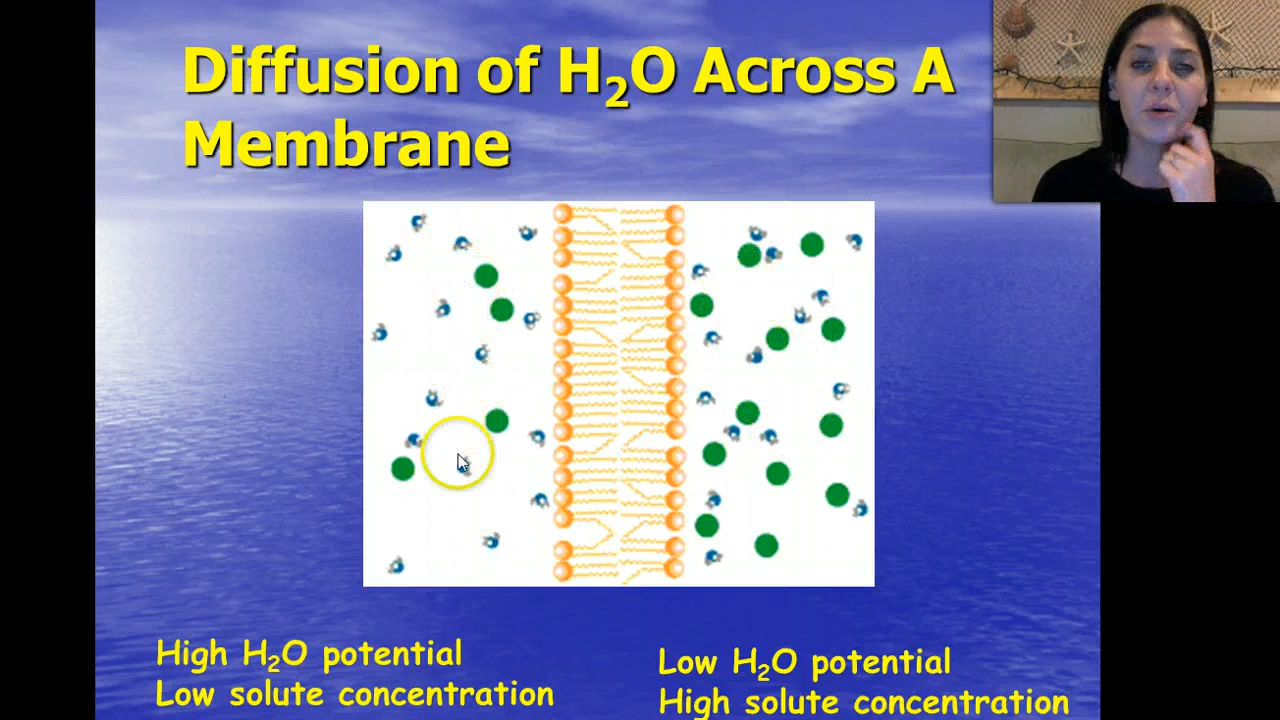 Diffusion of H₂O Across A
Membrane
High H₂O potential
Low solute concentration
Low H₂O potential
High solute concentration